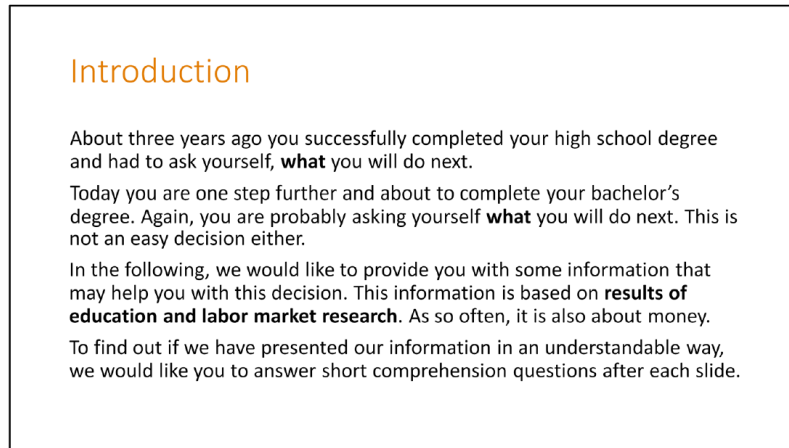 Introduction
About three years ago you successfully completed your high school degree
and had to ask yourself, what you will do next.
Today you are one step further and about to complete your bachelor's
degree. Again, you are probably asking yourself what you will do next. This is
not an easy decision either.
In the following, we would like to provide you with some information that
may help you with this decision. This information is based on results of
education and labor market research. As so often, it is also about money.
To find out if we have presented our information in an understandable way,
we would like you to answer short comprehension questions after each slide.